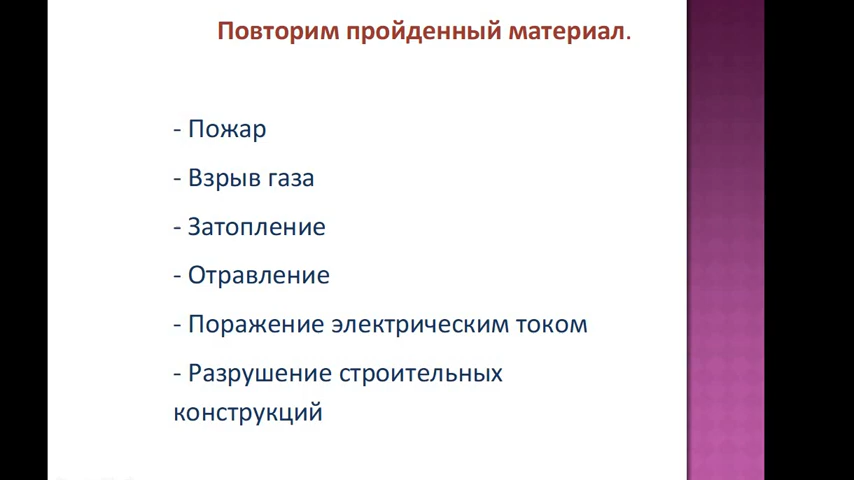 Повторим пройденный материал.
- Пожар
- Взрыв газа
- Затопление
- Отравление
- Поражение электрическим током
- Разрушение строительных
конструкций